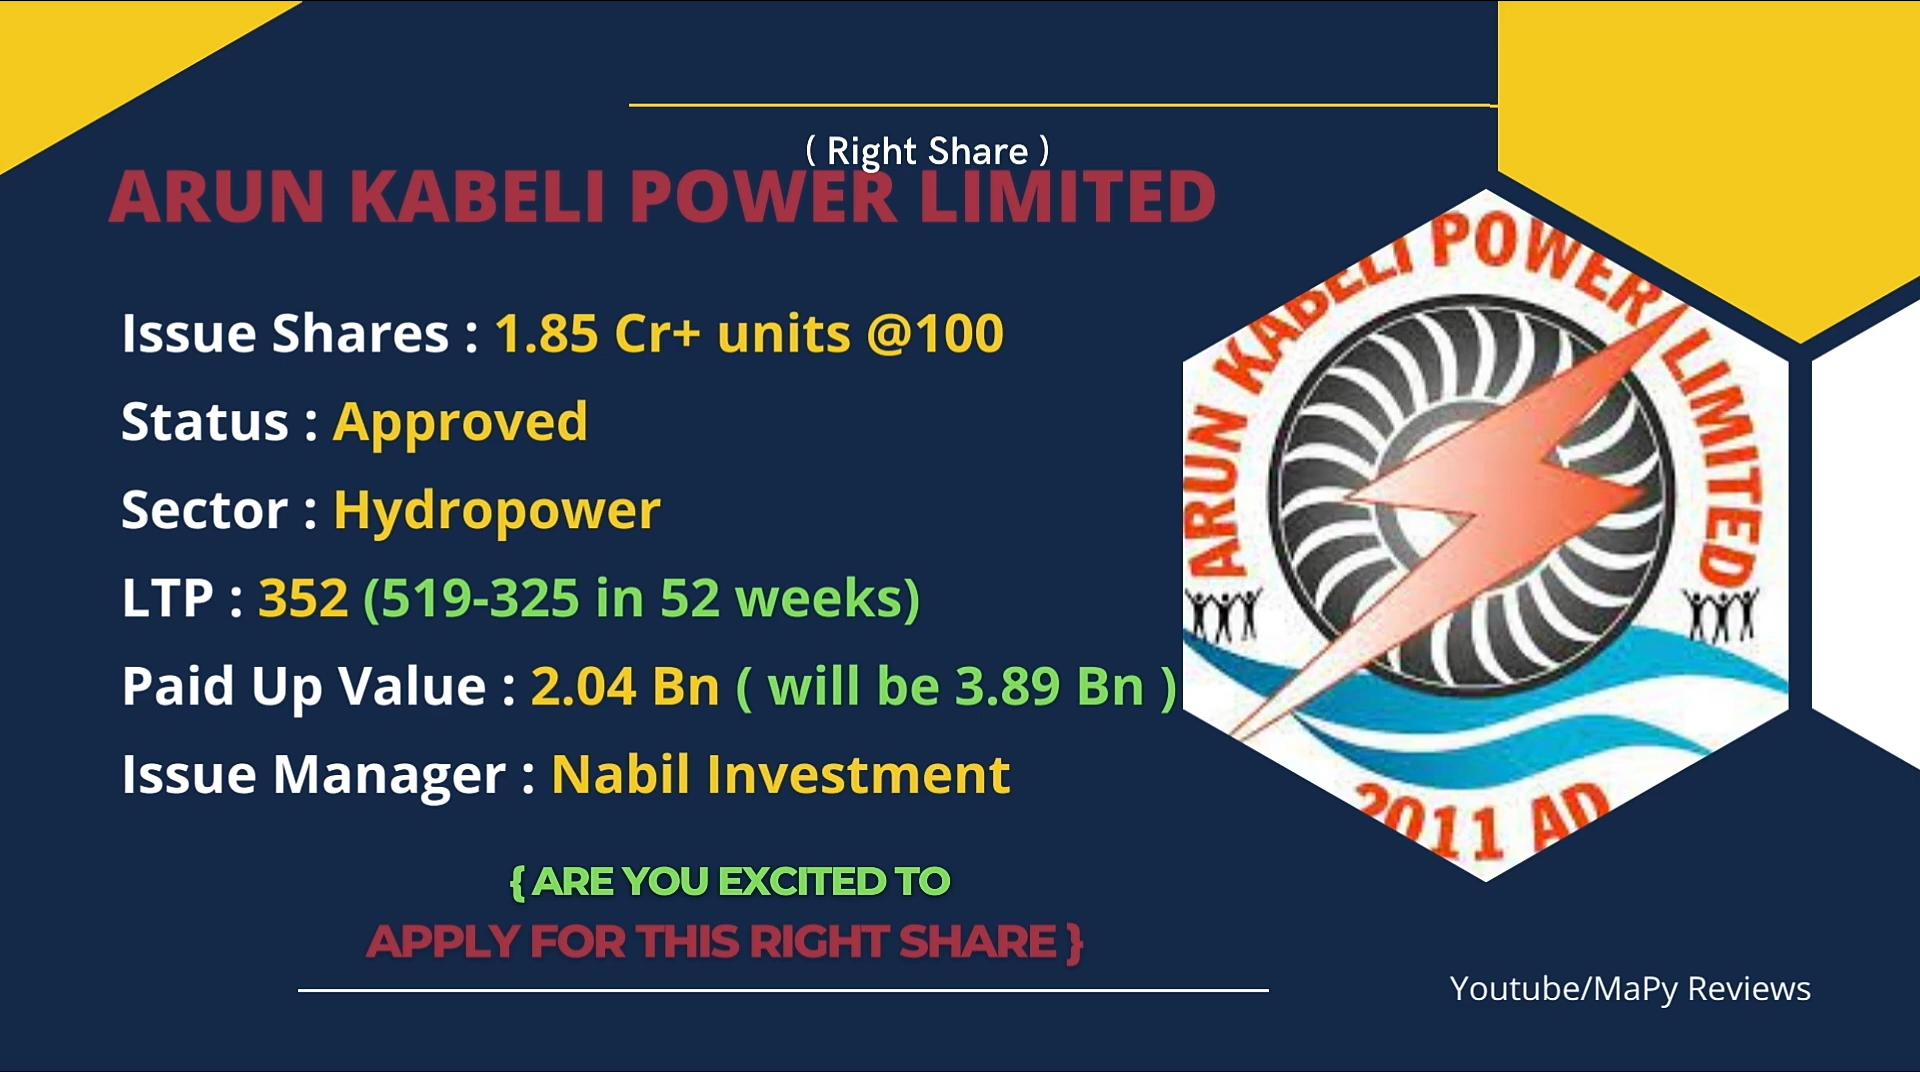 ( Right Share )
ARUN KABELI POWER LIMITED
Issue Shares : 1.85 Cr+ units @100
Status : Approved
Sector : Hydropower
LTP : 352 (519-325 in 52 weeks)
Paid Up Value : 2.04 Bn ( will be 3.89 Bn )
Issue Manager : Nabil Investment
{ ARE YOU EXCITED TO
APPLY FOR THIS RIGHT SHARE }
ARUN KABELI POWER LIMITED
2011 AD
Youtube/MaPy Reviews